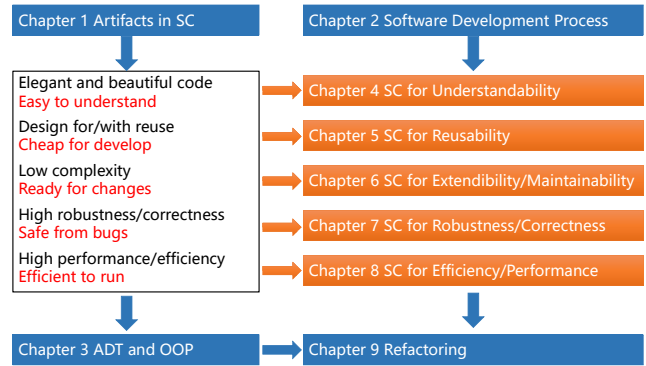 Chapter 1 Artifacts in SC
Chapter 2 Software Development Process
Elegant and beautiful code
Easy to understand
Design for/with reuse
Cheap for develop
Low complexity
Ready for changes
High robustness/correctness
Safe from bugs
High performance/efficiency
Efficient to run
Chapter 4 SC for Understandability
Chapter 5 SC for Reusability
Chapter 6 SC for Extendibility/Maintainability
Chapter 7 SC for Robustness/Correctness
Chapter 8 SC for Efficiency/Performance
Chapter 3 ADT and OOP
Chapter 9 Refactoring